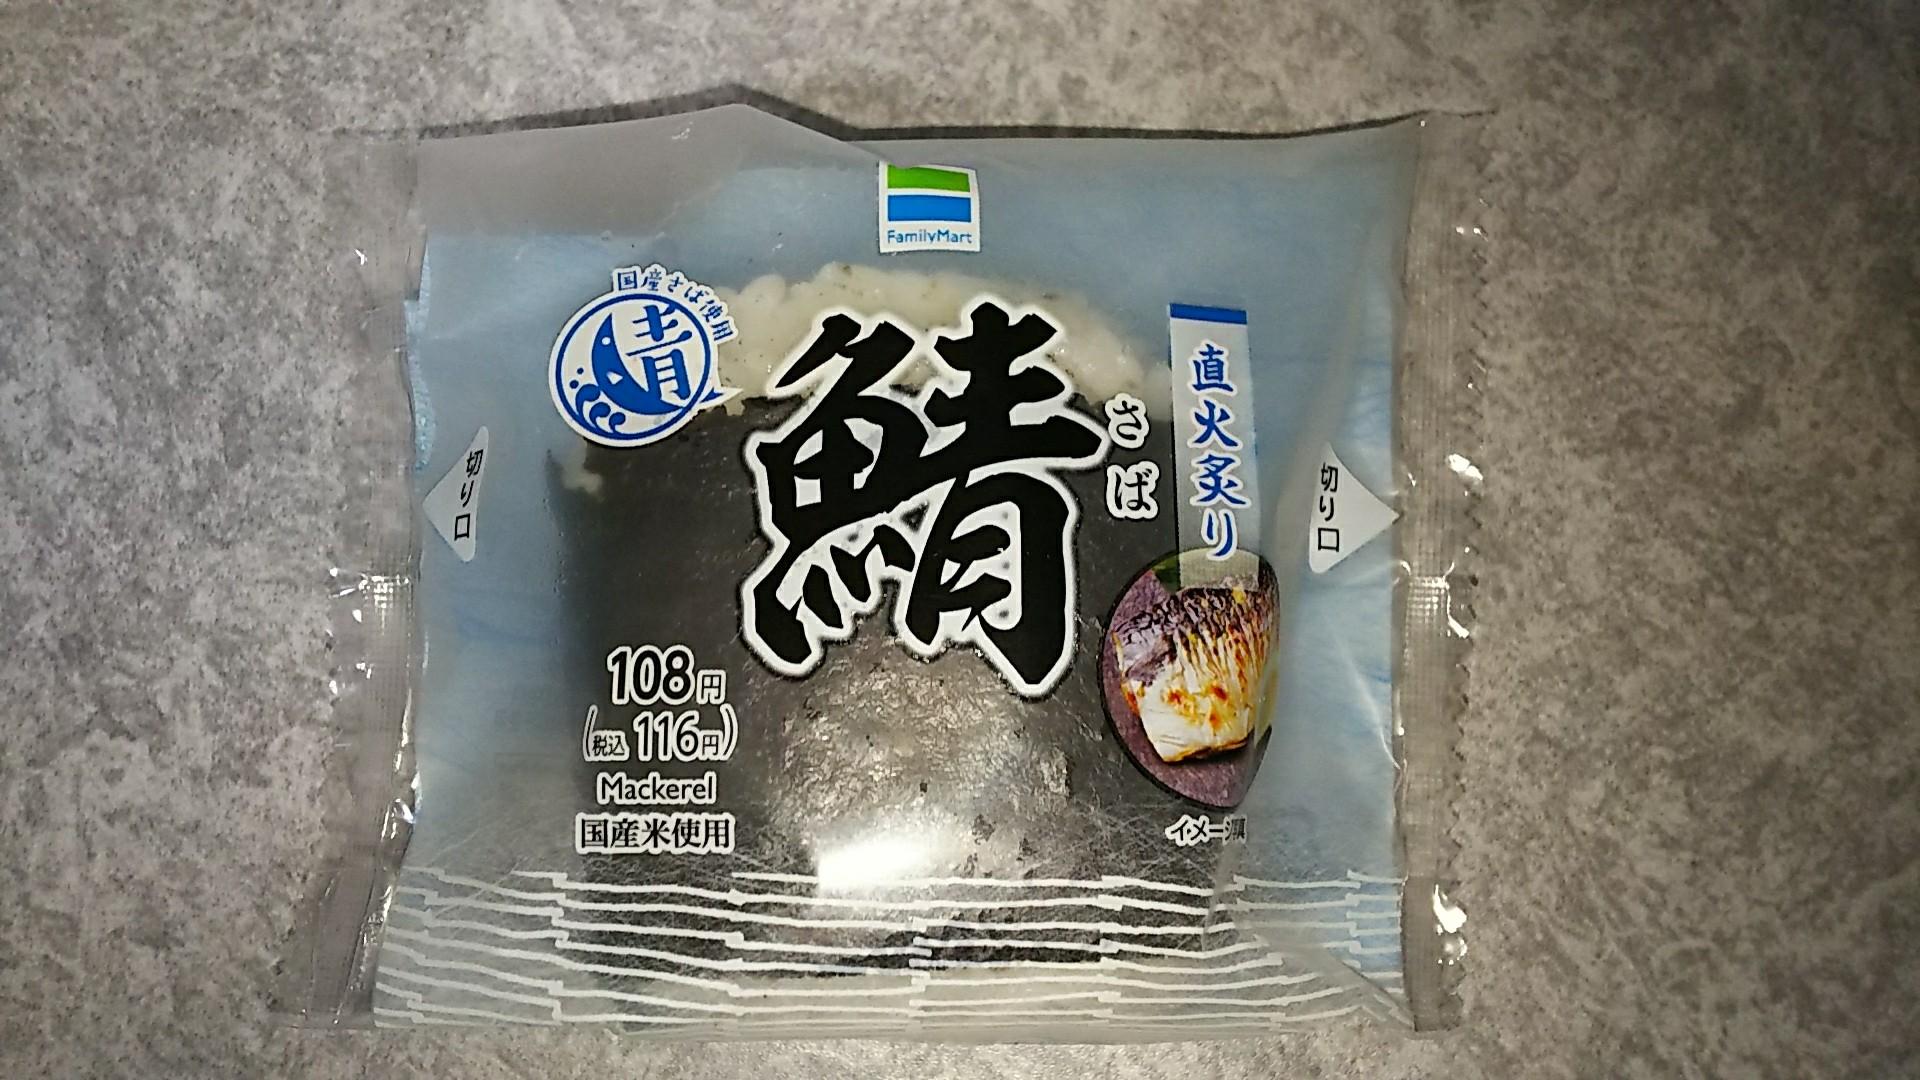 FamilyMart
国産さば使用
鯖
鯖
さば
直火炙り
切り口
切り口
108円
(税込116円)
Mackerel
国産米使用
イメージ